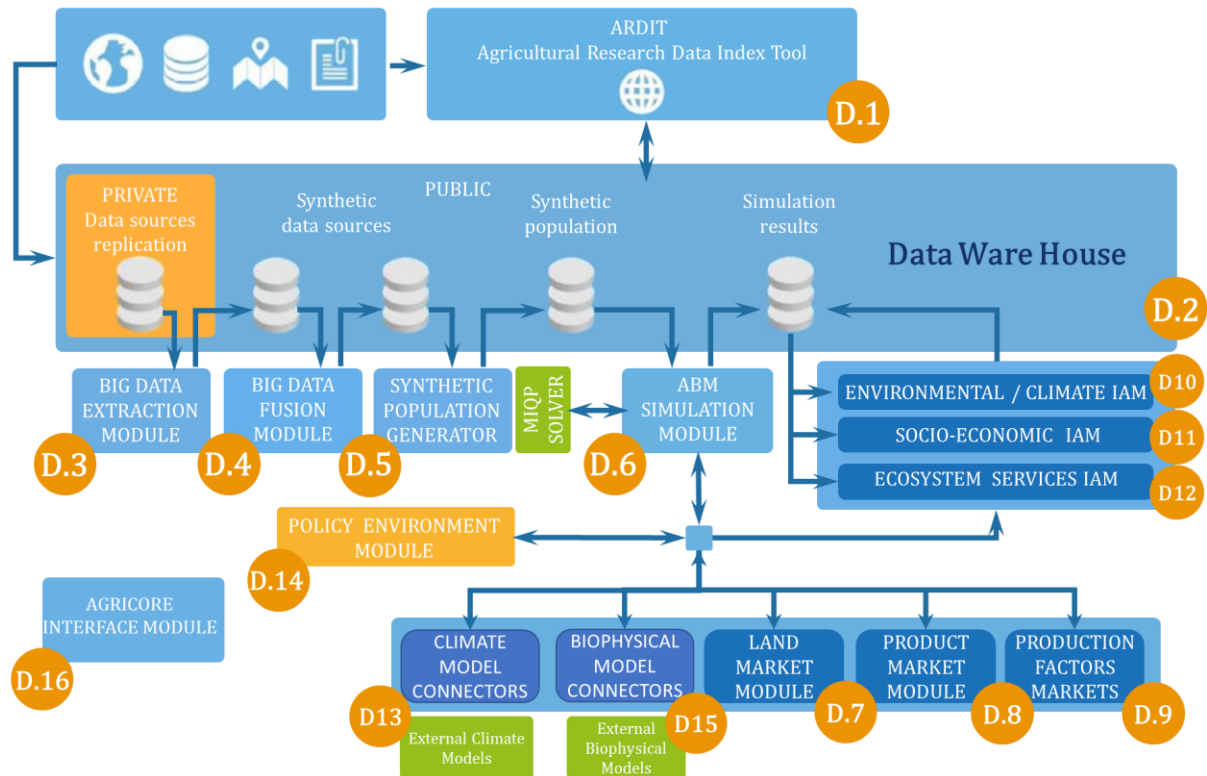 ARDIT
Agricultural Research Data Index Tool
D.1
PRIVATE
Data sources
replication
Synthetic
data sources
PUBLIC
Synthetic
population
Simulation
results
Data Ware House
D.2
BIG DATA
EXTRACTION
MODULE
D.3
BIG DATA
FUSION
MODULE
D.4
SYNTHETIC
POPULATION
GENERATOR
D.5
MIQP
SOLVER
ABM
SIMULATION
MODULE
D.6
ENVIRONMENTAL / CLIMATE IAM
D10
SOCIO-ECONOMIC IAM
D11
ECOSYSTEM SERVICES IAM
D12
POLICY ENVIRONMENT
MODULE
D.14
AGRICORE
INTERFACE MODULE
D.16
CLIMATE
MODEL
CONNECTORS
D13
BIOPHYSICAL
MODEL
CONNECTORS
D15
LAND
MARKET
MODULE
D.7
PRODUCT
MARKET
MODULE
D.8
PRODUCTION
FACTORS
MARKETS
D.9
External Climate
Models
External
Biophysical
Models